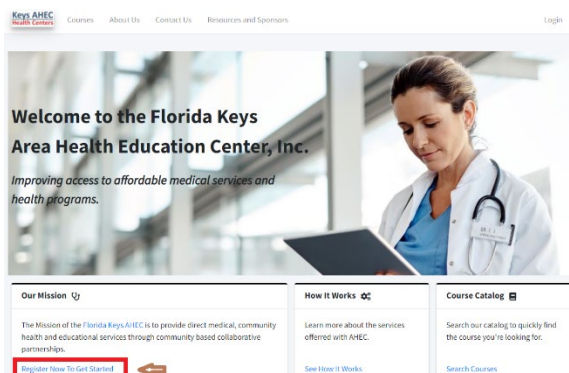 Keys AHEC
Health Centers
Courses About Us Contact Us Resources and Sponsors Login
Welcome to the Florida Keys
Area Health Education Center, Inc.
Improving access to affordable medical services and
health programs.
Our Mission
The Mission of the Florida Keys AHEC is to provide direct medical, community
health and educational services through community based collaborative
partnerships.
Register Now To Get Started
How It Works
Learn more about the services
offerred with AHEC.
See How It Works
Course Catalog
Search our catalog to quickly find
the course you're looking for.
Search Courses